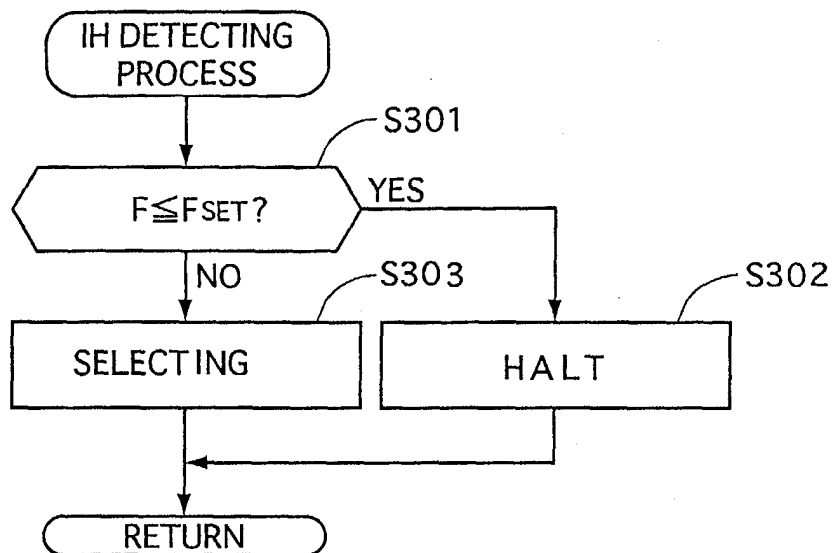 IH DETECTING
PROCESS
S301
F≦FSET?
YES
NO
S303
S302
SELECTING
HALT
RETURN